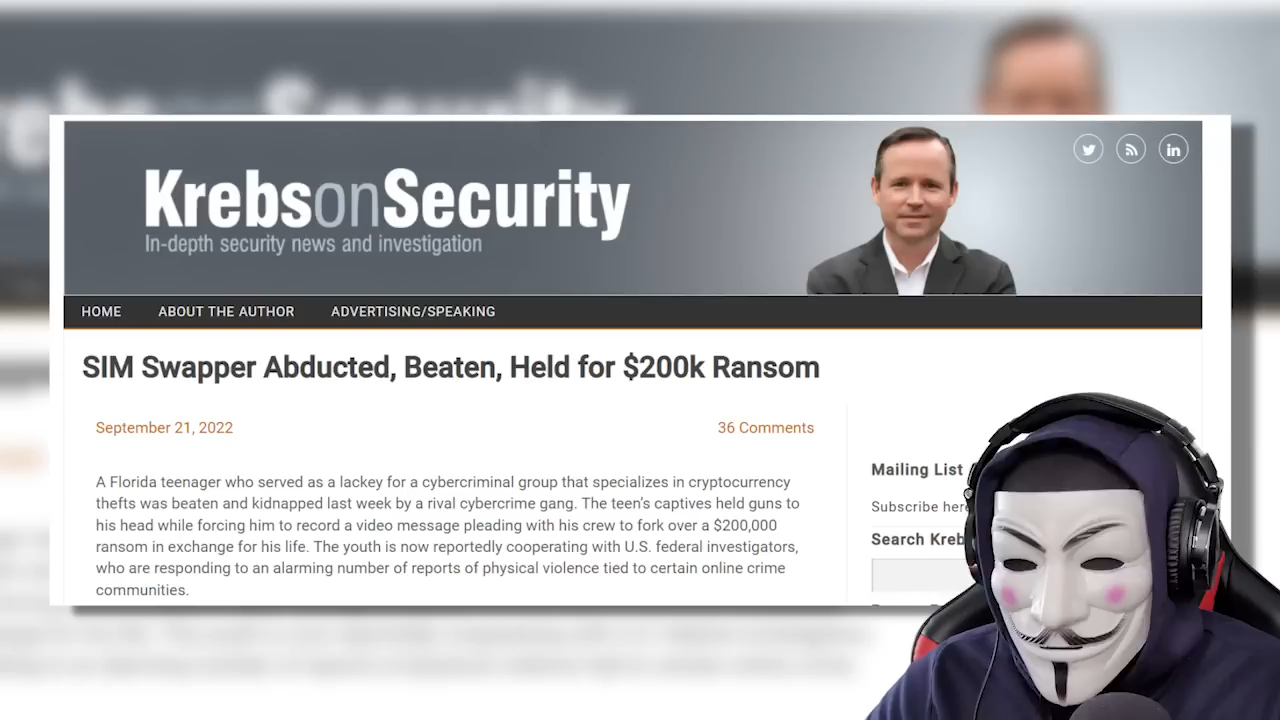 KrebsonSecurity
In-depth security news and investigation
HOME ABOUT THE AUTHOR ADVERTISING/SPEAKING
SIM Swapper Abducted, Beaten, Held for $200k Ransom
September 21, 2022 36 Comments
A Florida teenager who served as a lackey for a cybercriminal group that specializes in cryptocurrency
thefts was beaten and kidnapped last week by a rival cybercrime gang. The teen’s captives held guns to
his head while forcing him to record a video message pleading with his crew to fork over a $200,000
ransom in exchange for his life. The youth is now reportedly cooperating with U.S. federal investigators,
who are responding to an alarming number of reports of physical violence tied to certain online crime
communities.
Mailing List
Subscribe here
Search Kreb